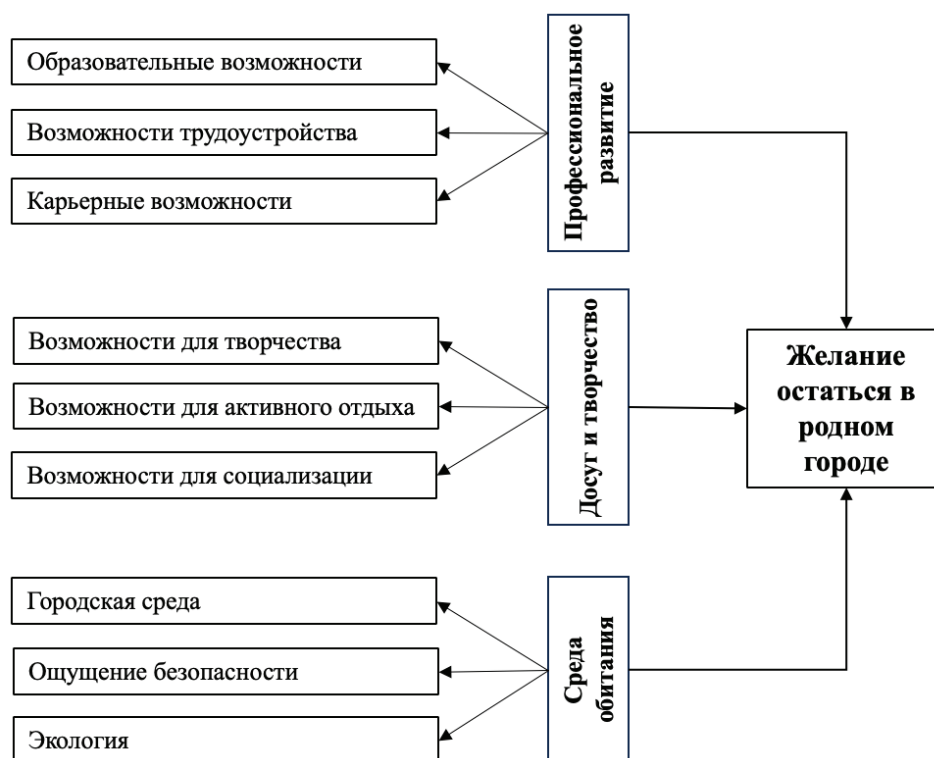 Образовательные возможности
Возможности трудоустройства
Карьерные возможности
Профессиональное
развитие
Возможности для творчества
Возможности для активного отдыха
Возможности для социализации
Досуг и творчество
Городская среда
Ощущение безопасности
Экология
Среда
обитания
Желание
остаться в
родном
городе